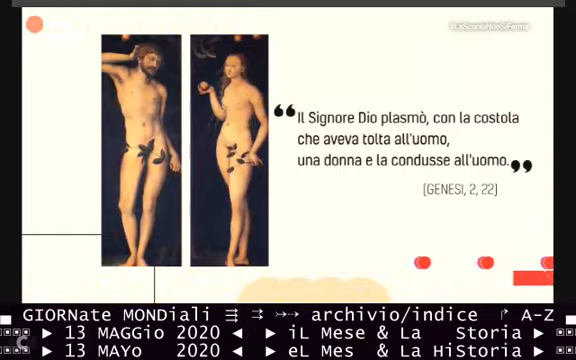 #LaScuolaNonSiFerma
“Il Signore Dio plasmò, con la costola
che aveva tolta all'uomo,
una donna e la condusse all'uomo.”
[GENESI, 2, 22]
GIORNate MONDiali ⇶ ⇉ ⤐ archivio/indice ↱ A-Z
▶ 13 MAGGio 2020 ◀ ▶ iL Mese & La Storia ▶
▶ 13 MAYo 2020 ◀ ▶ eL Mes & La HiStoria ▶